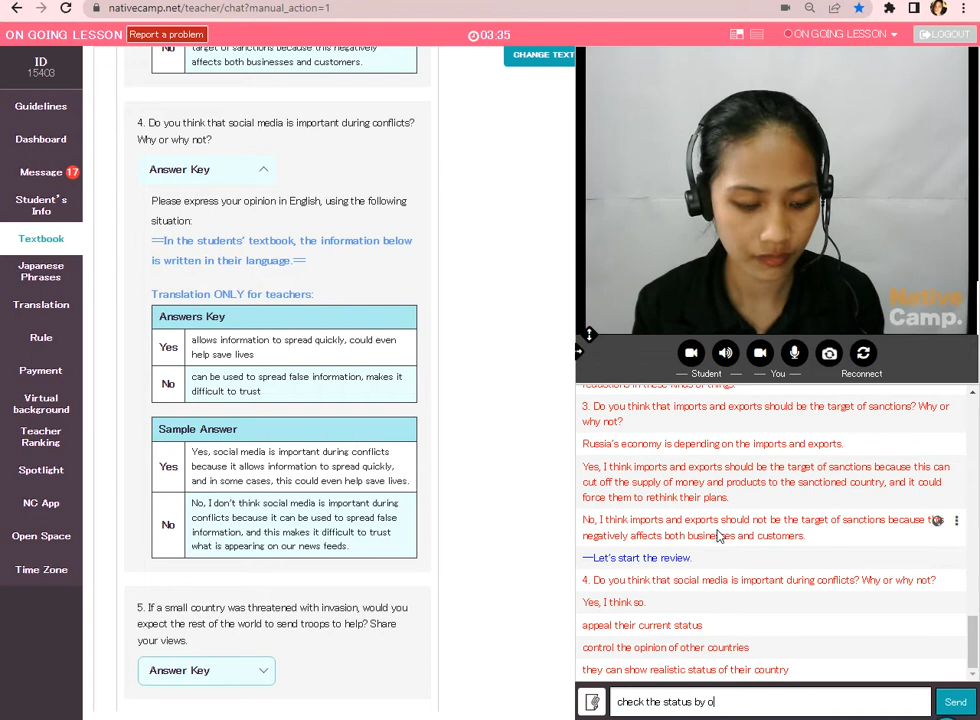 nativecamp.net/teacher/chat?manual_action=1
ON GOING LESSON
Report a problem
03:35
ON GOING LESSON
LOGOUT
ID
15403
Guidelines
Dashboard
Message 17
Student's
Info
Textbook
Japanese
Phrases
Translation
Rule
Payment
Virtual
background
Teacher
Ranking
Spotlight
NC App
Open Space
Time Zone
No
target of sanctions because this negatively
affects both businesses and customers.
CHANGE TEXT
4. Do you think that social media is important during conflicts?
Why or why not?
Answer Key
Please express your opinion in English, using the following
situation:
==In the students' textbook, the information below
is written in their language.==
Translation ONLY for teachers:
Answers Key
Yes
allows information to spread quickly, could even
help save lives
No
can be used to spread false information, makes it
difficult to trust
Sample Answer
Yes
Yes, social media is important during conflicts
because it allows information to spread quickly,
and in some cases, this could even help save lives.
No
No, I don't think social media is important during
conflicts because it can be used to spread false
information, and this makes it difficult to trust
what is appearing on our news feeds.
5. If a small country was threatened with invasion, would you
expect the rest of the world to send troops to help? Share
your views.
Answer Key
Native
Camp.
Student
You
Reconnect
in these kinds of things.
3. Do you think that imports and exports should be the target of sanctions? Why or
why not?
Russia's economy is depending on the imports and exports.
Yes, I think imports and exports should be the target of sanctions because this can
cut off the supply of money and products to the sanctioned country, and it could
force them to rethink their plans.
No, I think imports and exports should not be the target of sanctions because this
negatively affects both businesses and customers.
—Let's start the review.
4. Do you think that social media is important during conflicts? Why or why not?
Yes, I think so.
appeal their current status
control the opinion of other countries
they can show realistic status of their country
check the status by o
Send